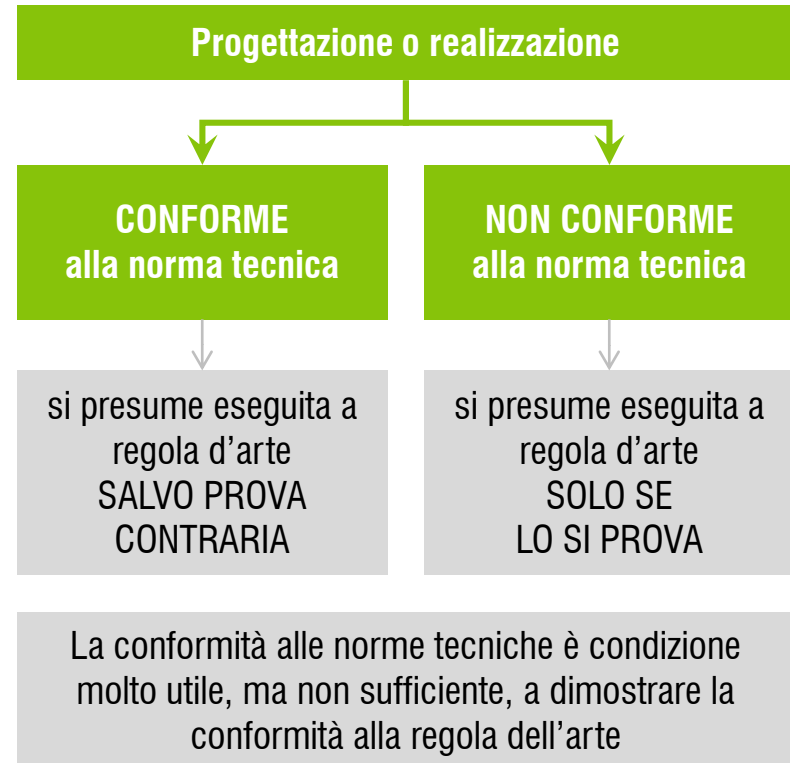 Progettazione o realizzazione
CONFORME
alla norma tecnica
NON CONFORME
alla norma tecnica
si presume eseguita a
regola d’arte
SALVO PROVA
CONTRARIA
si presume eseguita a
regola d’arte
SOLO SE
LO SI PROVA
La conformità alle norme tecniche è condizione
molto utile, ma non sufficiente, a dimostrare la
conformità alla regola dell’arte